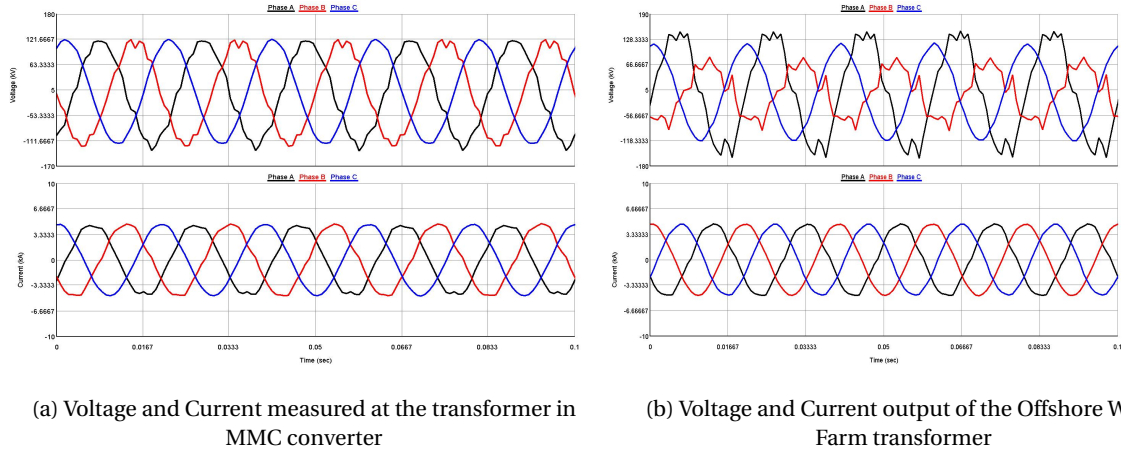 Phase A Phase B Phase C
180
121.6667
63.3333
5
-53.3333
-111.6667
-170
Voltage (kV)
Phase A Phase B Phase C
10
6.6667
3.3333
0
-3.3333
-6.6667
-10
Current (kA)
0 0.0167 0.0333 0.05 0.0667 0.0833 0.1
Time (sec)
(a) Voltage and Current measured at the transformer in
MMC converter
Phase A Phase B Phase C
190
128.3333
66.6667
5
-56.6667
-118.3333
-180
Voltage (kV)
Phase A Phase B Phase C
10
6.66667
3.33333
0
-3.33333
-6.66667
-10
Current (kA)
0 0.01667 0.03333 0.05 0.06667 0.08333 0.1
Time (sec)
(b) Voltage and Current output of the Offshore W
Farm transformer